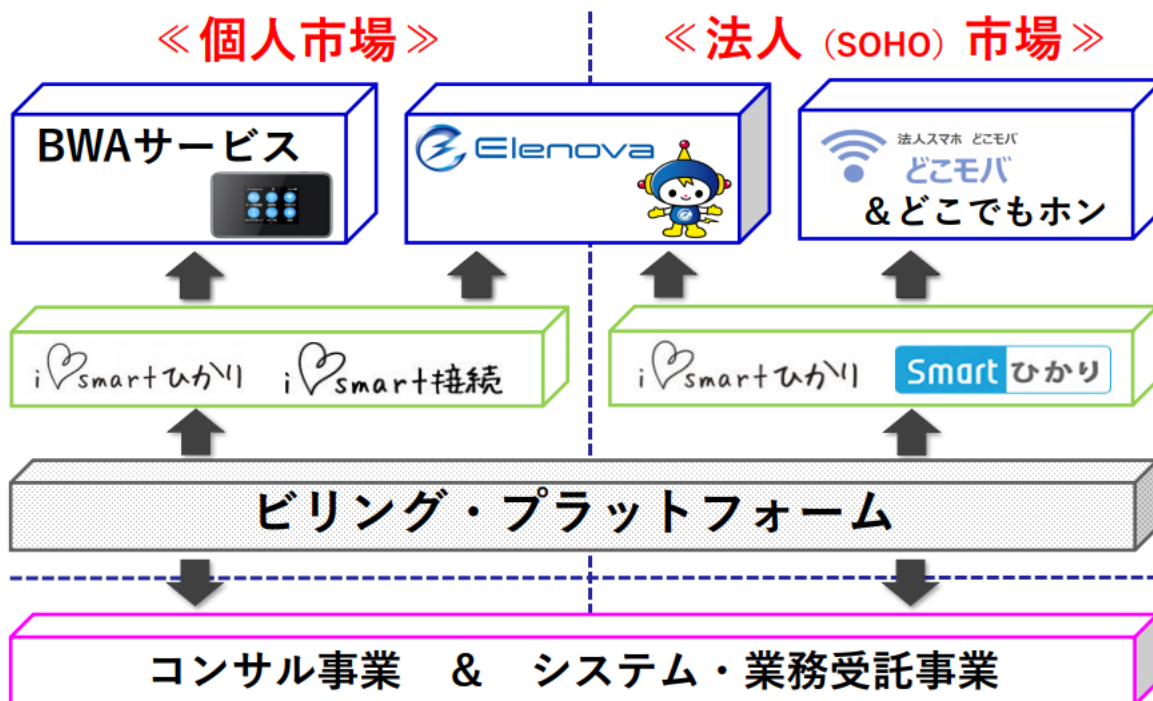 ≪個人市場≫
≪法人（SOHO）市場≫
BWAサービス
Elenova
法人スマホ どこモバ
どこモバ
&どこでもホン
i♡smartひかり
i♡smart接続
i♡smartひかり
Smartひかり
ビリング・プラットフォーム
コンサル事業 & システム・業務受託事業